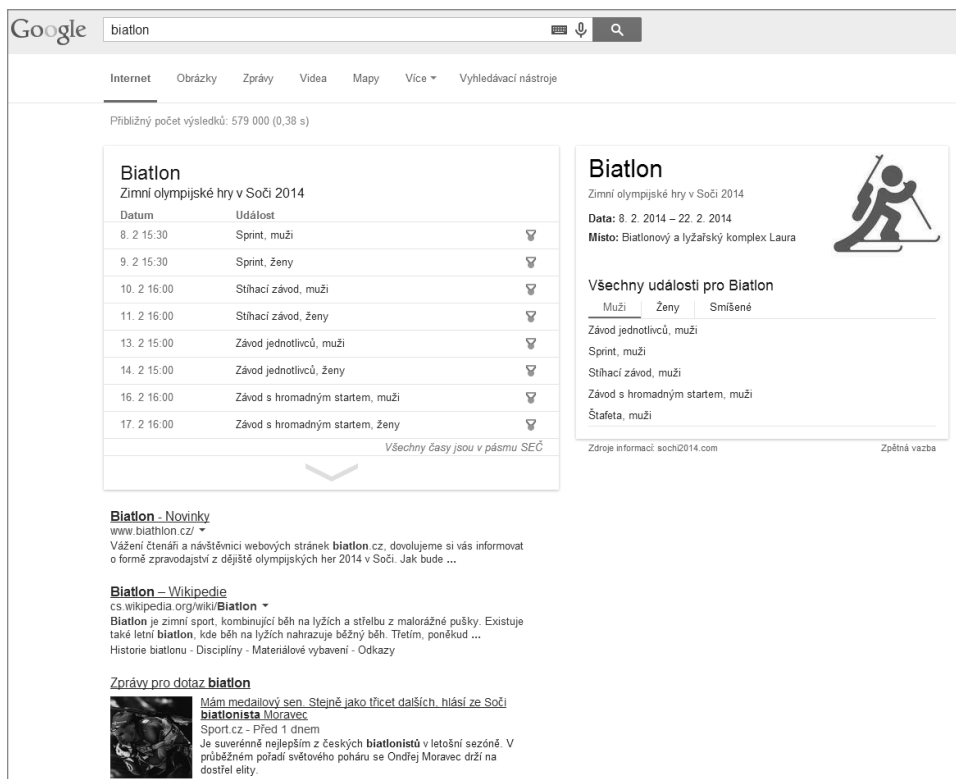 Google biatlon
Internet Obrázky Zprávy Videa Mapy Více Vyhledávací nástroje
Přibližný počet výsledků: 579 000 (0,38 s)
Biatlon
Zimní olympijské hry v Soči 2014
Datum Událost
8. 2 15:30 Sprint, muži
9. 2 15:30 Sprint, ženy
10. 2 16:00 Stíhací závod, muži
11. 2 16:00 Stíhací závod, ženy
13. 2 15:00 Závod jednotlivců, muži
14. 2 15:00 Závod jednotlivců, ženy
16. 2 16:00 Závod s hromadným startem, muži
17. 2 16:00 Závod s hromadným startem, ženy
Všechny časy jsou v pásmu SEČ
Biatlon
Zimní olympijské hry v Soči 2014
Data: 8. 2. 2014 – 22. 2. 2014
Místo: Biatlonový a lyžařský komplex Laura
Všechny události pro Biatlon
Muži Ženy Smíšené
Závod jednotlivců, muži
Sprint, muži
Stíhací závod, muži
Závod s hromadným startem, muži
Štafeta, muži
Zdroje informací: sochi2014.com Zpětná vazba
Biatlon - Novinky
www.biathlon.cz/
Vážení čtenáři a návštěvníci webových stránek biatlon.cz, dovolujeme si vás informovat
o formě zpravodajství z dějiště olympijských her 2014 v Soči. Jak bude ...
Biatlon – Wikipedie
cs.wikipedia.org/wiki/Biatlon
Biatlon je zimní sport, kombinující běh na lyžích a střelbu z malorážné pušky. Existuje
také letní biatlon, kde běh na lyžích nahrazuje běžný běh. Třetím, poněkud ...
Historie biatlonu - Disciplíny - Materiálové vybavení - Odkazy
Zprávy pro dotaz biatlon
Mám medailový sen. Stejně jako třicet dalších, hlásí ze Soči
biatlonista Moravec
Sport.cz - Před 1 dnem
Je suverénně nejlepším z českých biatlonistů v letošní sezóně. V
průběžném pořadí světového poháru se Ondřej Moravec drží na
dostřel elity.